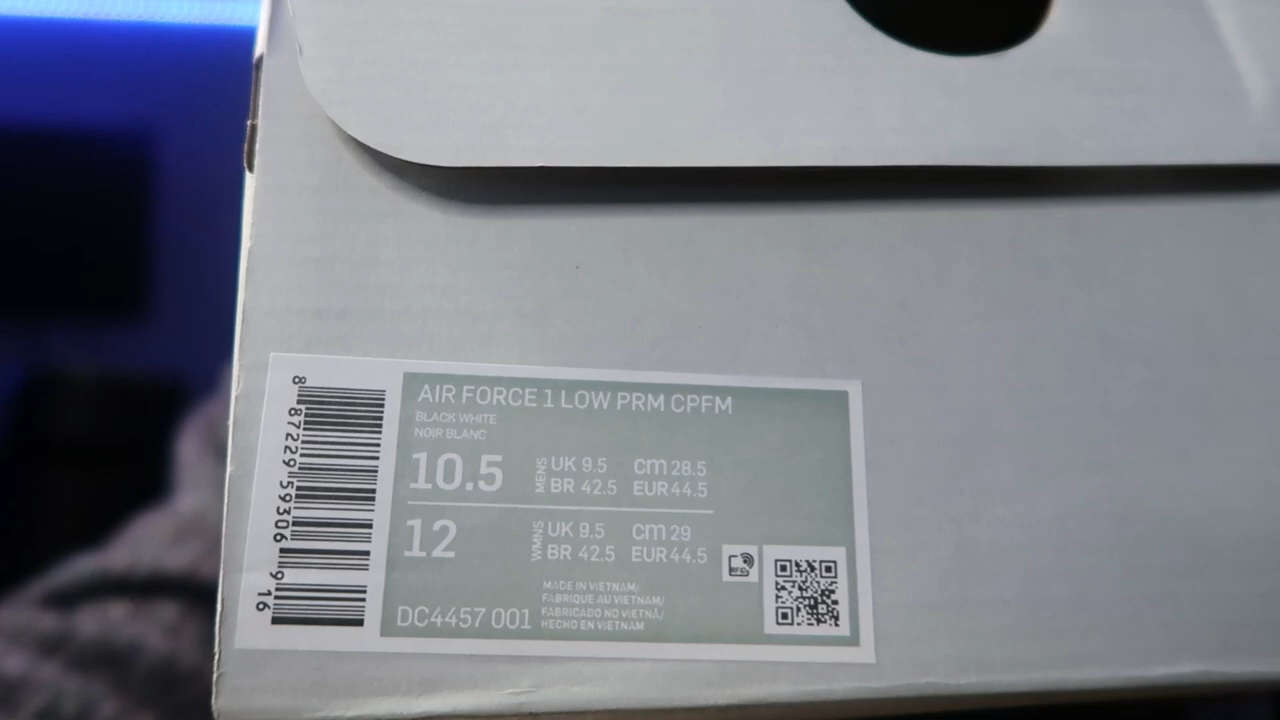 AIR FORCE 1 LOW PRM CPFM
BLACK WHITE
NOIR BLANC
10.5
MENS
UK 9.5 cm 28.5
BR 42.5 EUR 44.5
12
WMNS
UK 9.5 cm 29
BR 42.5 EUR 44.5
MADE IN VIETNAM/
FABRIQUE AU VIETNAM/
FABRICADO NO VIETNÃ/
HECHO EN VIETNAM
DC4457 001
RFID
8 87229 59306 9 16